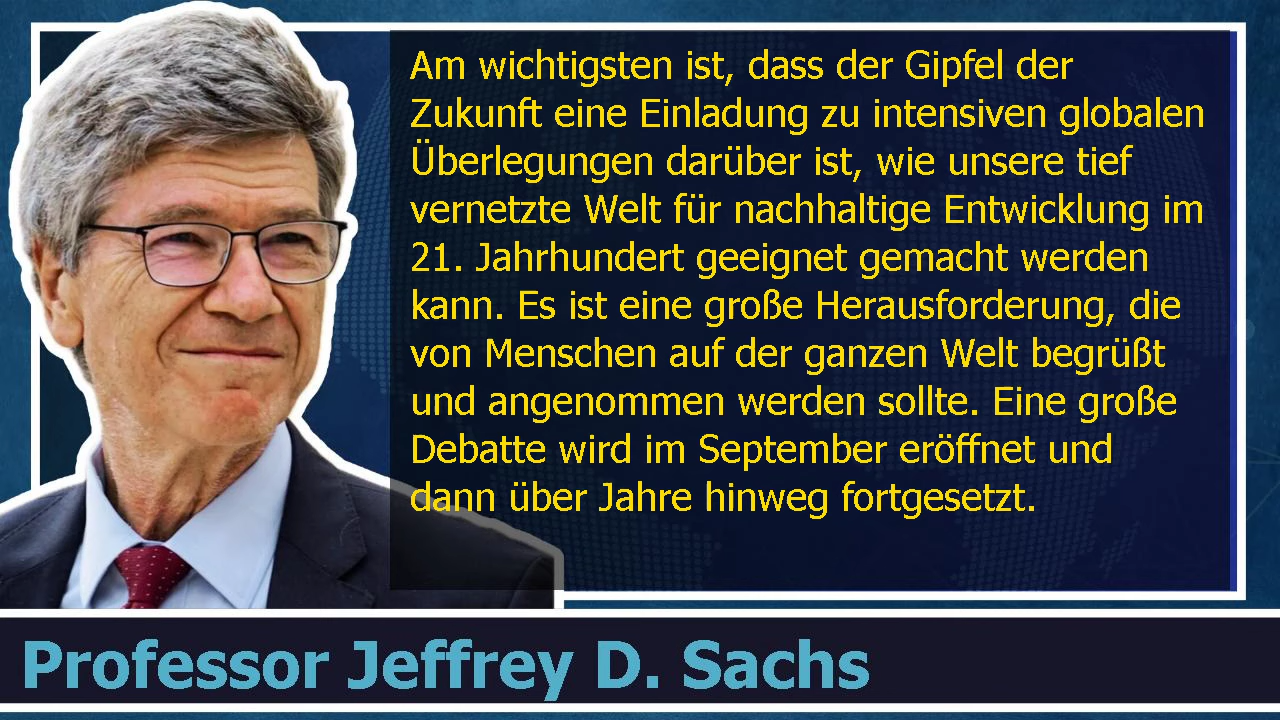 Am wichtigsten ist, dass der Gipfel der
Zukunft eine Einladung zu intensiven globalen
Überlegungen darüber ist, wie unsere tief
vernetzte Welt für nachhaltige Entwicklung im
21. Jahrhundert geeignet gemacht werden
kann. Es ist eine große Herausforderung, die
von Menschen auf der ganzen Welt begrüßt
und angenommen werden sollte. Eine große
Debatte wird im September eröffnet und
dann über Jahre hinweg fortgesetzt.
Professor Jeffrey D. Sachs